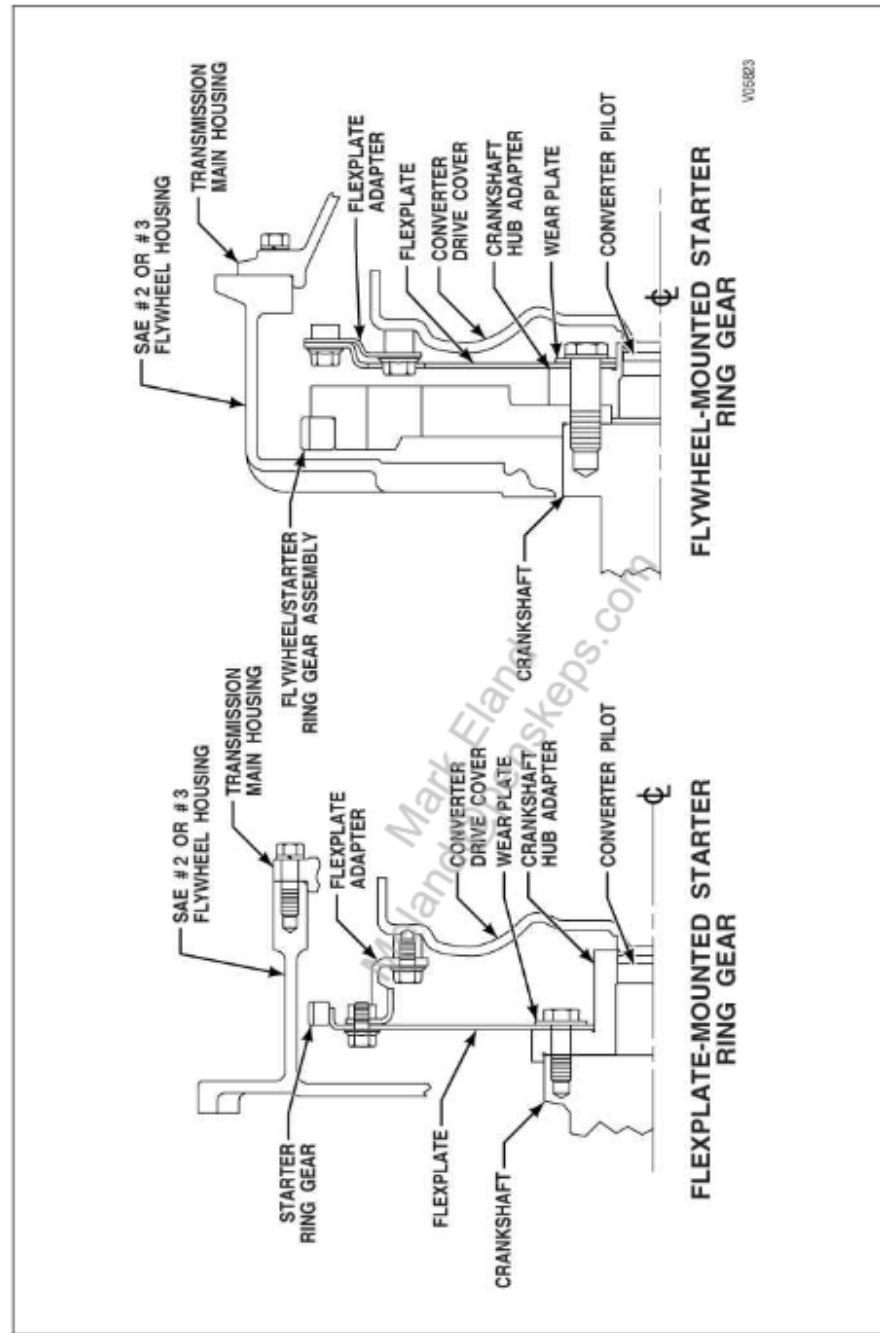 SAE #2 OR #3
FLYWHEEL HOUSING
TRANSMISSION
MAIN HOUSING
STARTER
RING GEAR
FLEXPLATE
ADAPTER
FLEXPLATE
CONVERTER
DRIVE COVER
WEAR PLATE
CRANKSHAFT
HUB ADAPTER
CRANKSHAFT
CONVERTER PILOT
℄
FLEXPLATE-MOUNTED STARTER
RING GEAR
SAE #2 OR #3
FLYWHEEL HOUSING
TRANSMISSION
MAIN HOUSING
FLYWHEEL/STARTER
RING GEAR ASSEMBLY
FLEXPLATE
ADAPTER
FLEXPLATE
CONVERTER
DRIVE COVER
CRANKSHAFT
HUB ADAPTER
WEAR PLATE
CRANKSHAFT
CONVERTER PILOT
℄
FLYWHEEL-MOUNTED STARTER
RING GEAR
V05823
Mark Eland